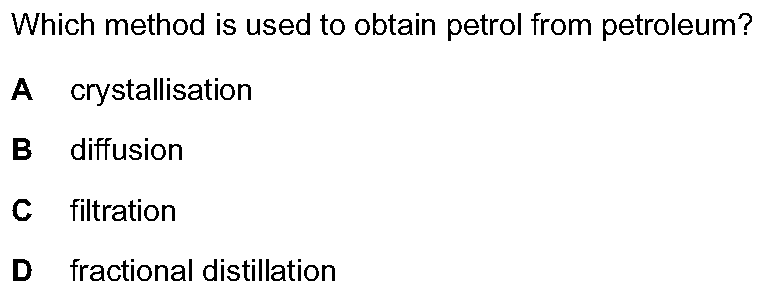 Which method is used to obtain petrol from petroleum?
A crystallisation
B diffusion
C filtration
D fractional distillation